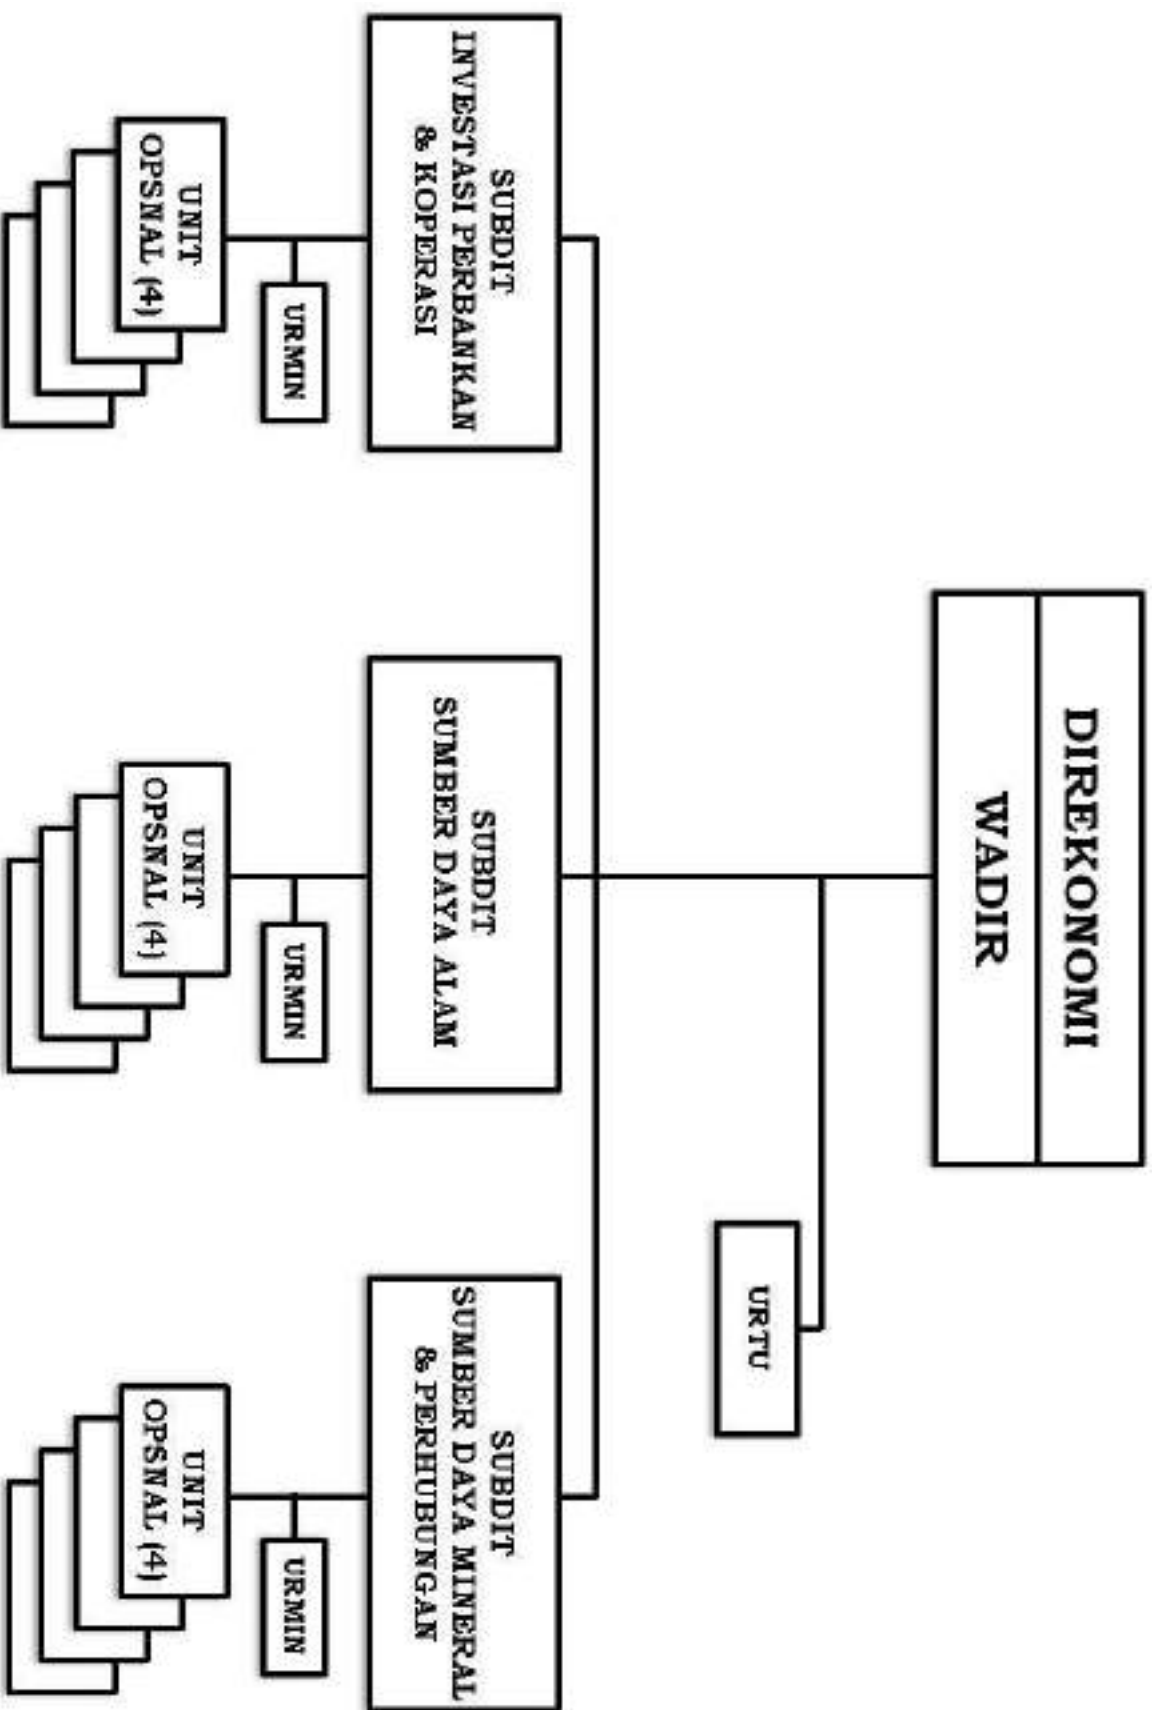 DIREKONOMI
WADIR
URTU
SUBDIT
INVESTASI PERBANKAN
& KOPERASI
SUBDIT
SUMBER DAYA ALAM
SUBDIT
SUMBER DAYA MINERAL
& PERHUBUNGAN
URMIN
URMIN
URMIN
UNIT
OPSNAL (4)
UNIT
OPSNAL (4)
UNIT
OPSNAL (4)